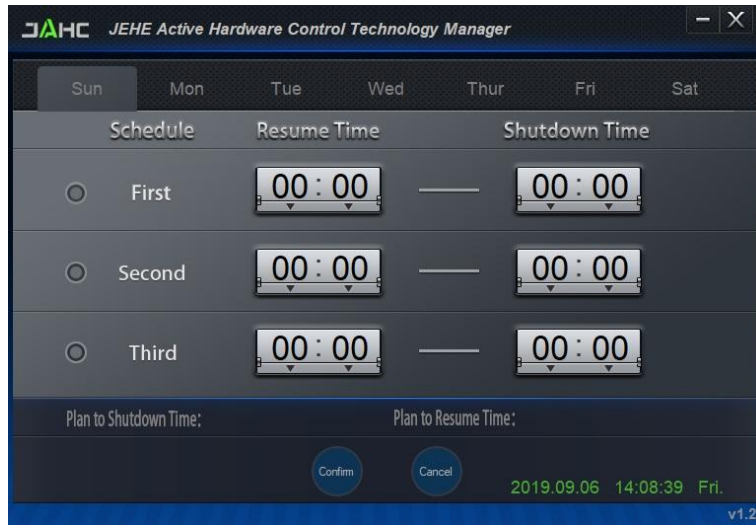 JAHC JEHE Active Hardware Control Technology Manager
Sun Mon Tue Wed Thur Fri Sat
Schedule Resume Time Shutdown Time
First 00:00 00:00
Second 00:00 00:00
Third 00:00 00:00
Plan to Shutdown Time: Plan to Resume Time:
Confirm Cancel
2019.09.06 14:08:39 Fri.
v1.2